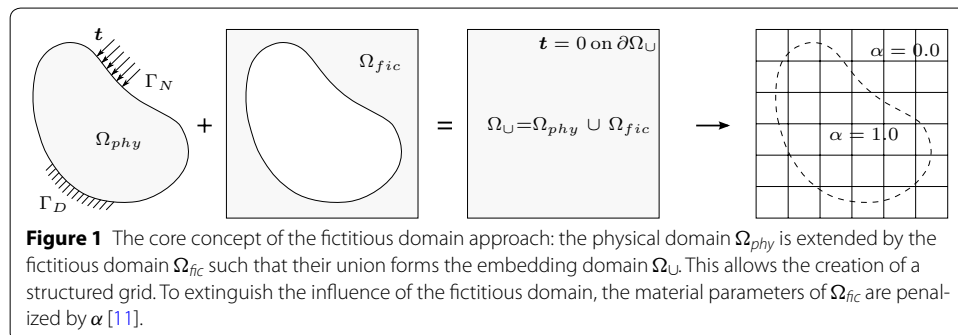 t
Γ_N
Ω_phy
Γ_D
+
Ω_fic
=
t = 0 on ∂Ω_∪
Ω_∪=Ω_phy ∪ Ω_fic
α = 0.0
α = 1.0
Figure 1 The core concept of the fictitious domain approach: the physical domain Ω_phy is extended by the
fictitious domain Ω_fic such that their union forms the embedding domain Ω_∪. This allows the creation of a
structured grid. To extinguish the influence of the fictitious domain, the material parameters of Ω_fic are penal-
ized by α [11].